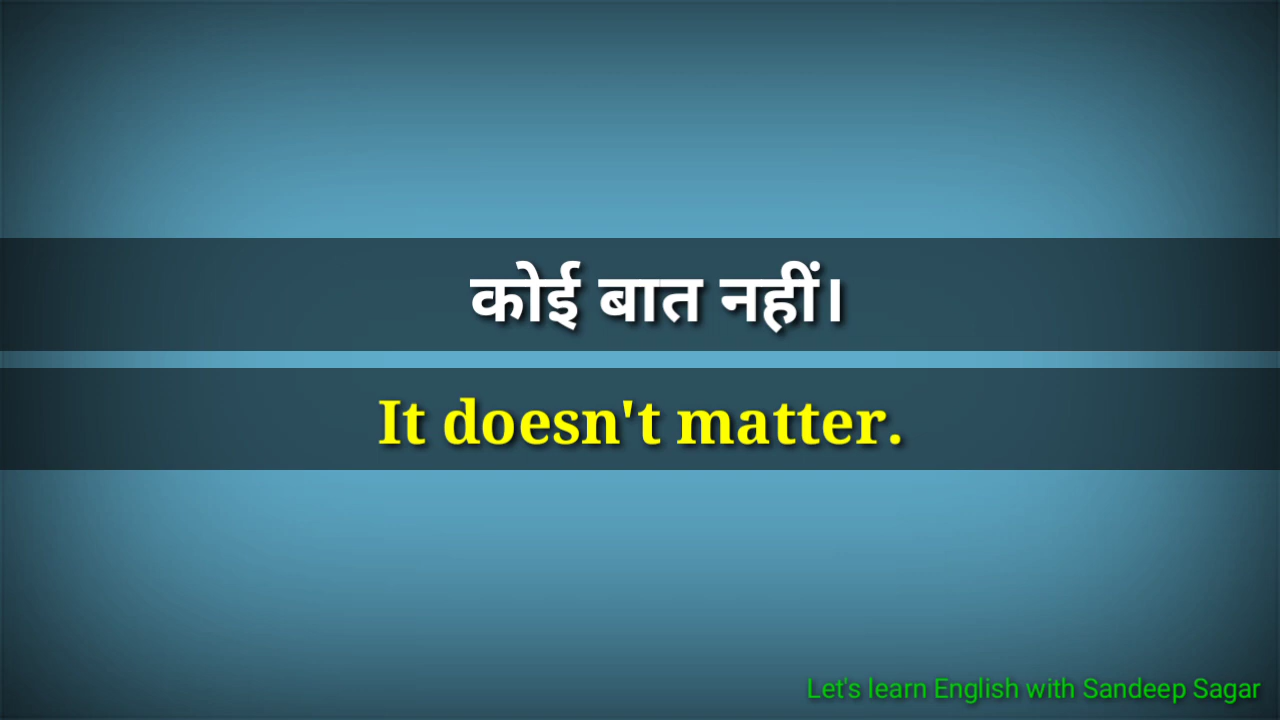 कोई बात नहीं।
It doesn't matter.
Let's learn English with Sandeep Sagar